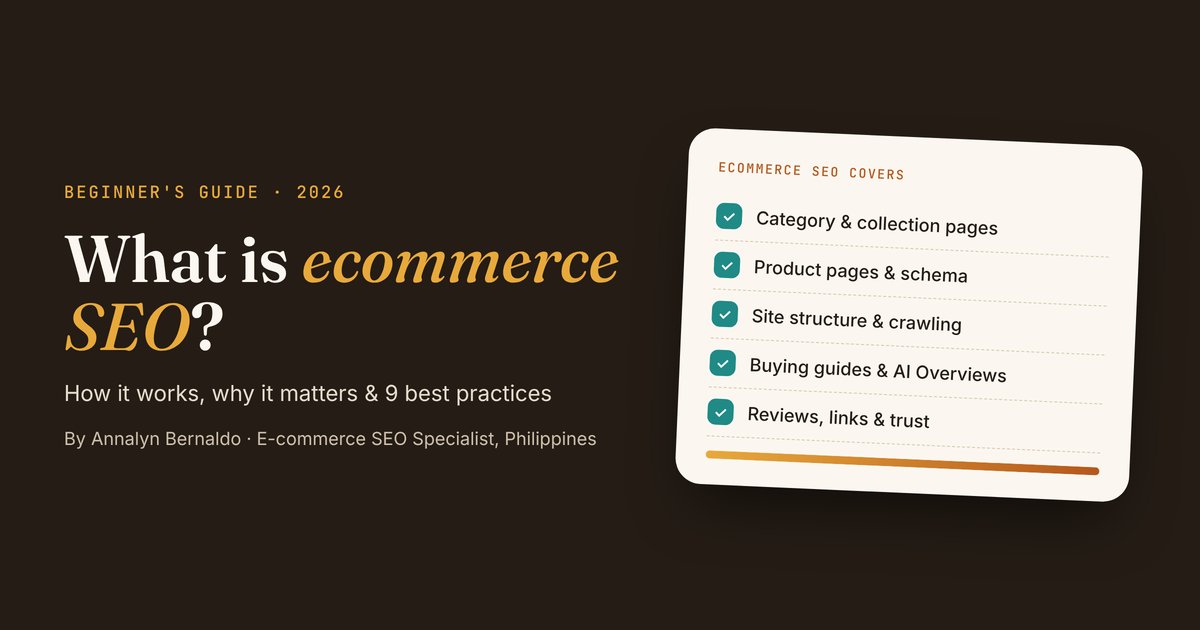 BEGINNER'S GUIDE · 2026
What is ecommerce
SEO?
How it works, why it matters & 9 best practices
By Annalyn Bernaldo · E-commerce SEO Specialist, Philippines
ECOMMERCE SEO COVERS
Category & collection pages
Product pages & schema
Site structure & crawling
Buying guides & AI Overviews
Reviews, links & trust